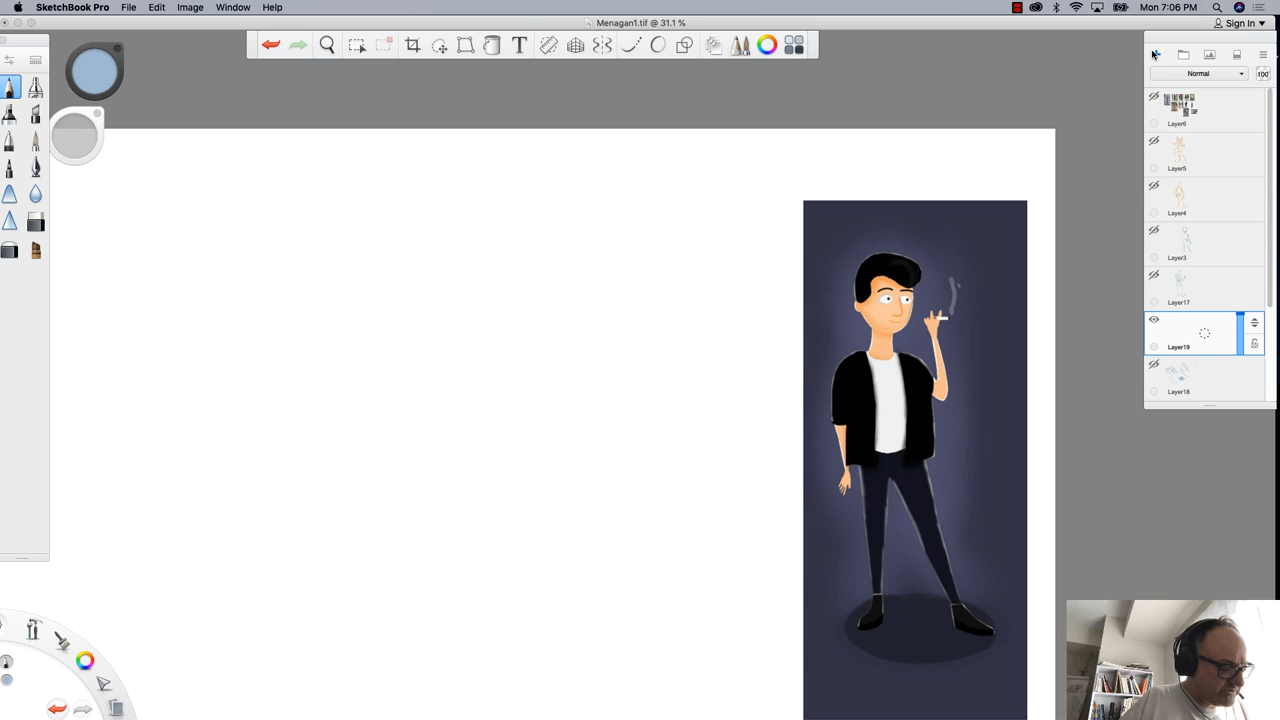 SketchBook Pro File Edit Image Window Help Mon 7:06 PM
Menagan1.tif @ 31.1 % Sign In
T
Normal 100
Layer6
Layer5
Layer4
Layer3
Layer17
Layer19
Layer18